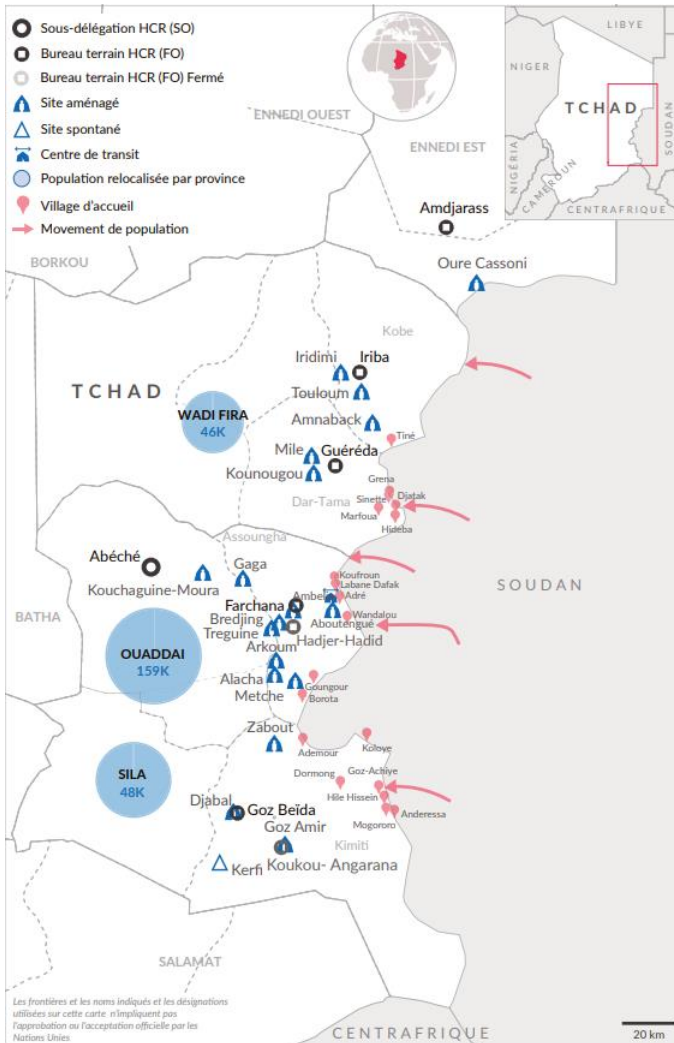 Sous-délégation HCR (SO)
Bureau terrain HCR (FO)
Bureau terrain HCR (FO) Fermé
Site aménagé
Site spontané
Centre de transit
Population relocalisée par province
Village d'accueil
Movement de population
LIBYE
NIGER
TCHAD
SOUDAN
NIGÉRIA
CAMEROUN
CENTRAFRIQUE
ENNEDI OUEST
ENNEDI EST
Amdjarass
BORKOU
Oure Cassoni
Kobe
Iridimi
Iriba
TCHAD
Touloum
WADI FIRA
46K
Amnaback
Tiné
Mile
Guéréda
Kounougou
Grena
Sinette
Djatak
Dar-Tama
Marfoua
Hideba
Assoungha
Abéché
Gaga
Kouchaguine-Moura
Koufroun
Labane Dafak
SOUDAN
BATHA
Farchana
Adré
Bredjing
Wandalou
Treguine
Aboutengué
Hadjer-Hadid
Arkoum
OUADDAI
159K
Alacha
Goungour
Metche
Borota
Zabout
Ademour
Koloye
SILA
48K
Dormong
Goz-Achiye
Hile Hissein
Djabal
Goz Beïda
Anderessa
Mogororo
Goz Amir
Kimiti
Kerfi
Koukou- Angarana
SALAMAT
Les frontières et les noms indiqués et les désignations
utilisées sur cette carte n'impliquent pas
l'approbation ou l'acceptation officielle par les
Nations Unies
CENTRAFRIQUE
20 km